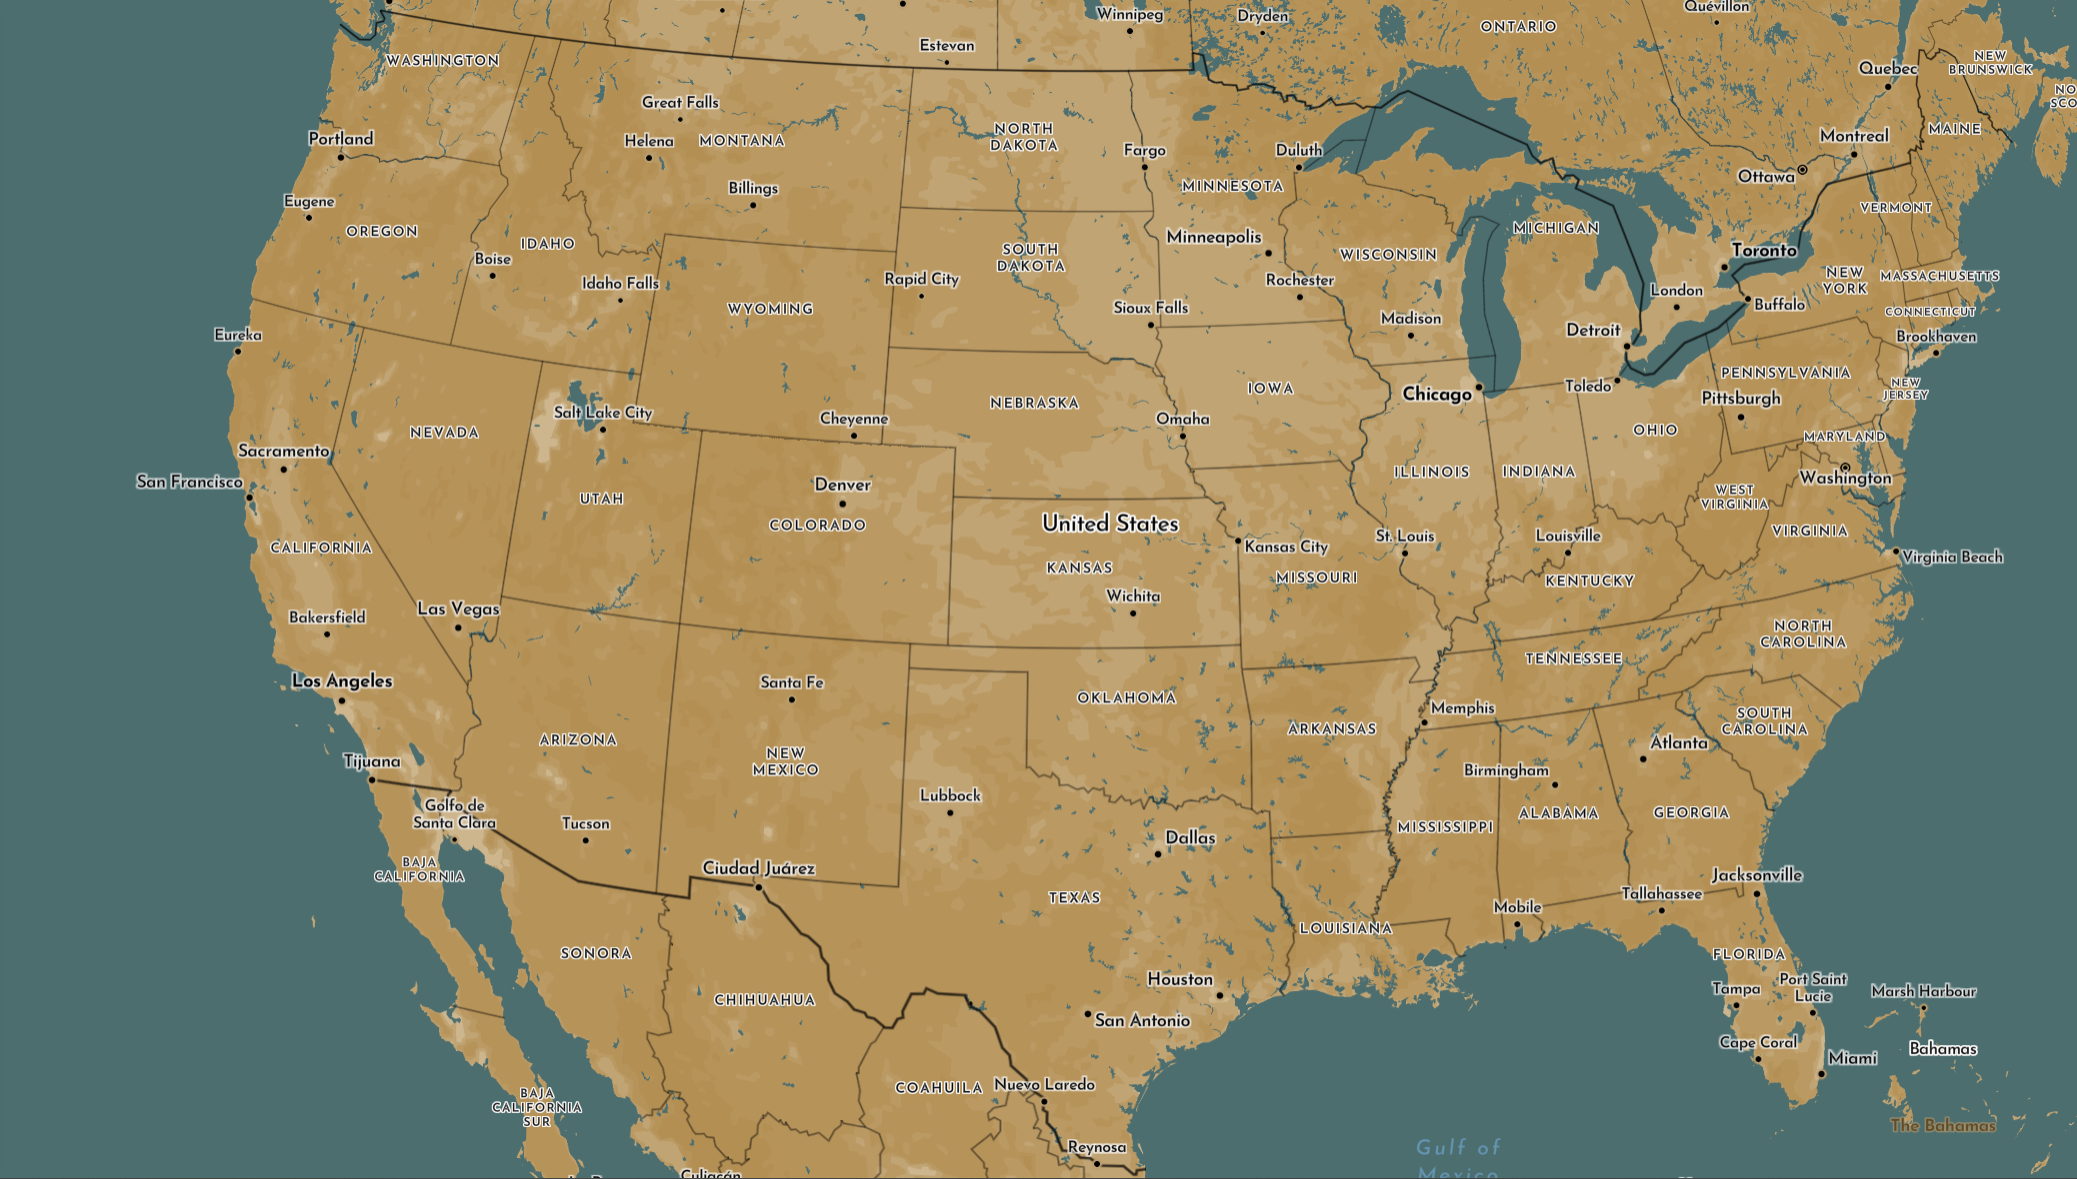 Winnipeg
Dryden
Quévillon
ONTARIO
Estevan
WASHINGTON
NEW
BRUNSWICK
Quebec
Great Falls
Portland
Helena
MONTANA
NORTH
DAKOTA
Fargo
Duluth
Montreal
MAINE
Ottawa
Billings
MINNESOTA
Eugene
OREGON
IDAHO
VERMONT
MICHIGAN
Minneapolis
SOUTH
DAKOTA
WISCONSIN
Toronto
Boise
Idaho Falls
Rapid City
Rochester
NEW
YORK
MASSACHUSETTS
London
Buffalo
WYOMING
Sioux Falls
Madison
CONNECTICUT
Eureka
Detroit
Brookhaven
PENNSYLVANIA
Toledo
NEW
JERSEY
Chicago
IOWA
NEBRASKA
Pittsburgh
Salt Lake City
Cheyenne
Omaha
NEVADA
OHIO
MARYLAND
Sacramento
San Francisco
ILLINOIS
INDIANA
Washington
Denver
UTAH
WEST
VIRGINIA
COLORADO
United States
VIRGINIA
CALIFORNIA
Kansas City
St. Louis
Louisville
Virginia Beach
KANSAS
MISSOURI
KENTUCKY
Wichita
Bakersfield
Las Vegas
NORTH
CAROLINA
TENNESSEE
Los Angeles
Santa Fe
OKLAHOMA
Memphis
ARKANSAS
SOUTH
CAROLINA
ARIZONA
NEW
MEXICO
Atlanta
Tijuana
Birmingham
Lubbock
Golfo de
Santa Clara
Tucson
MISSISSIPPI
ALABAMA
GEORGIA
Dallas
BAJA
CALIFORNIA
Ciudad Juárez
Jacksonville
TEXAS
Tallahassee
Mobile
LOUISIANA
SONORA
FLORIDA
Houston
Port Saint
Lucie
Tampa
Marsh Harbour
CHIHUAHUA
San Antonio
Cape Coral
Bahamas
Miami
COAHUILA
Nuevo Laredo
BAJA
CALIFORNIA
SUR
The Bahamas
Reynosa
Gulf of
Mexico
Culiacán